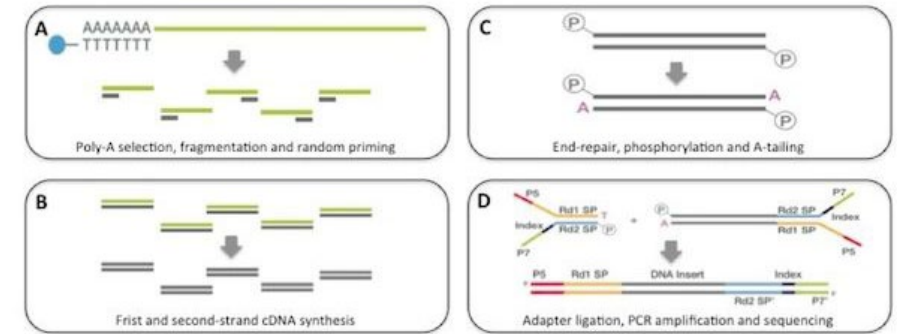 A
AAAAAAA
TTTTTTT
Poly-A selection, fragmentation and random priming
B
Frist and second-strand cDNA synthesis
C
P
P
P
A
A
P
End-repair, phosphorylation and A-tailing
D
P5
Rd1 SP T
Index Rd2 SP P
P7
+
P
A
Rd2 SP
Rd1 SP
P7
Index
P5
P5 Rd1 SP DNA Insert Index
Rd2 SP' P7'
Adapter ligation, PCR amplification and sequencing